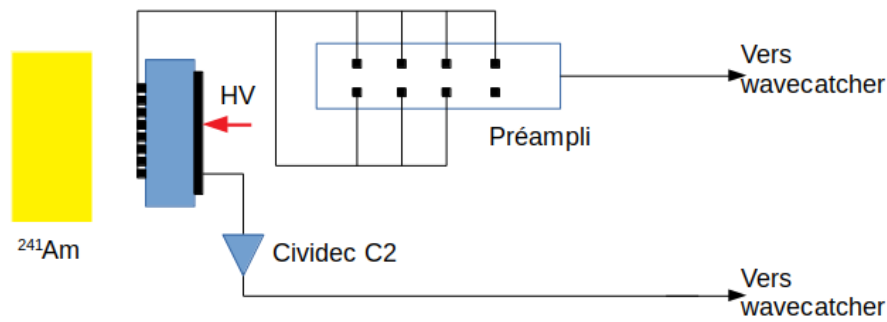 Vers
wavecatcher
HV
Préampli
²⁴¹Am
Cividec C2
Vers
wavecatcher